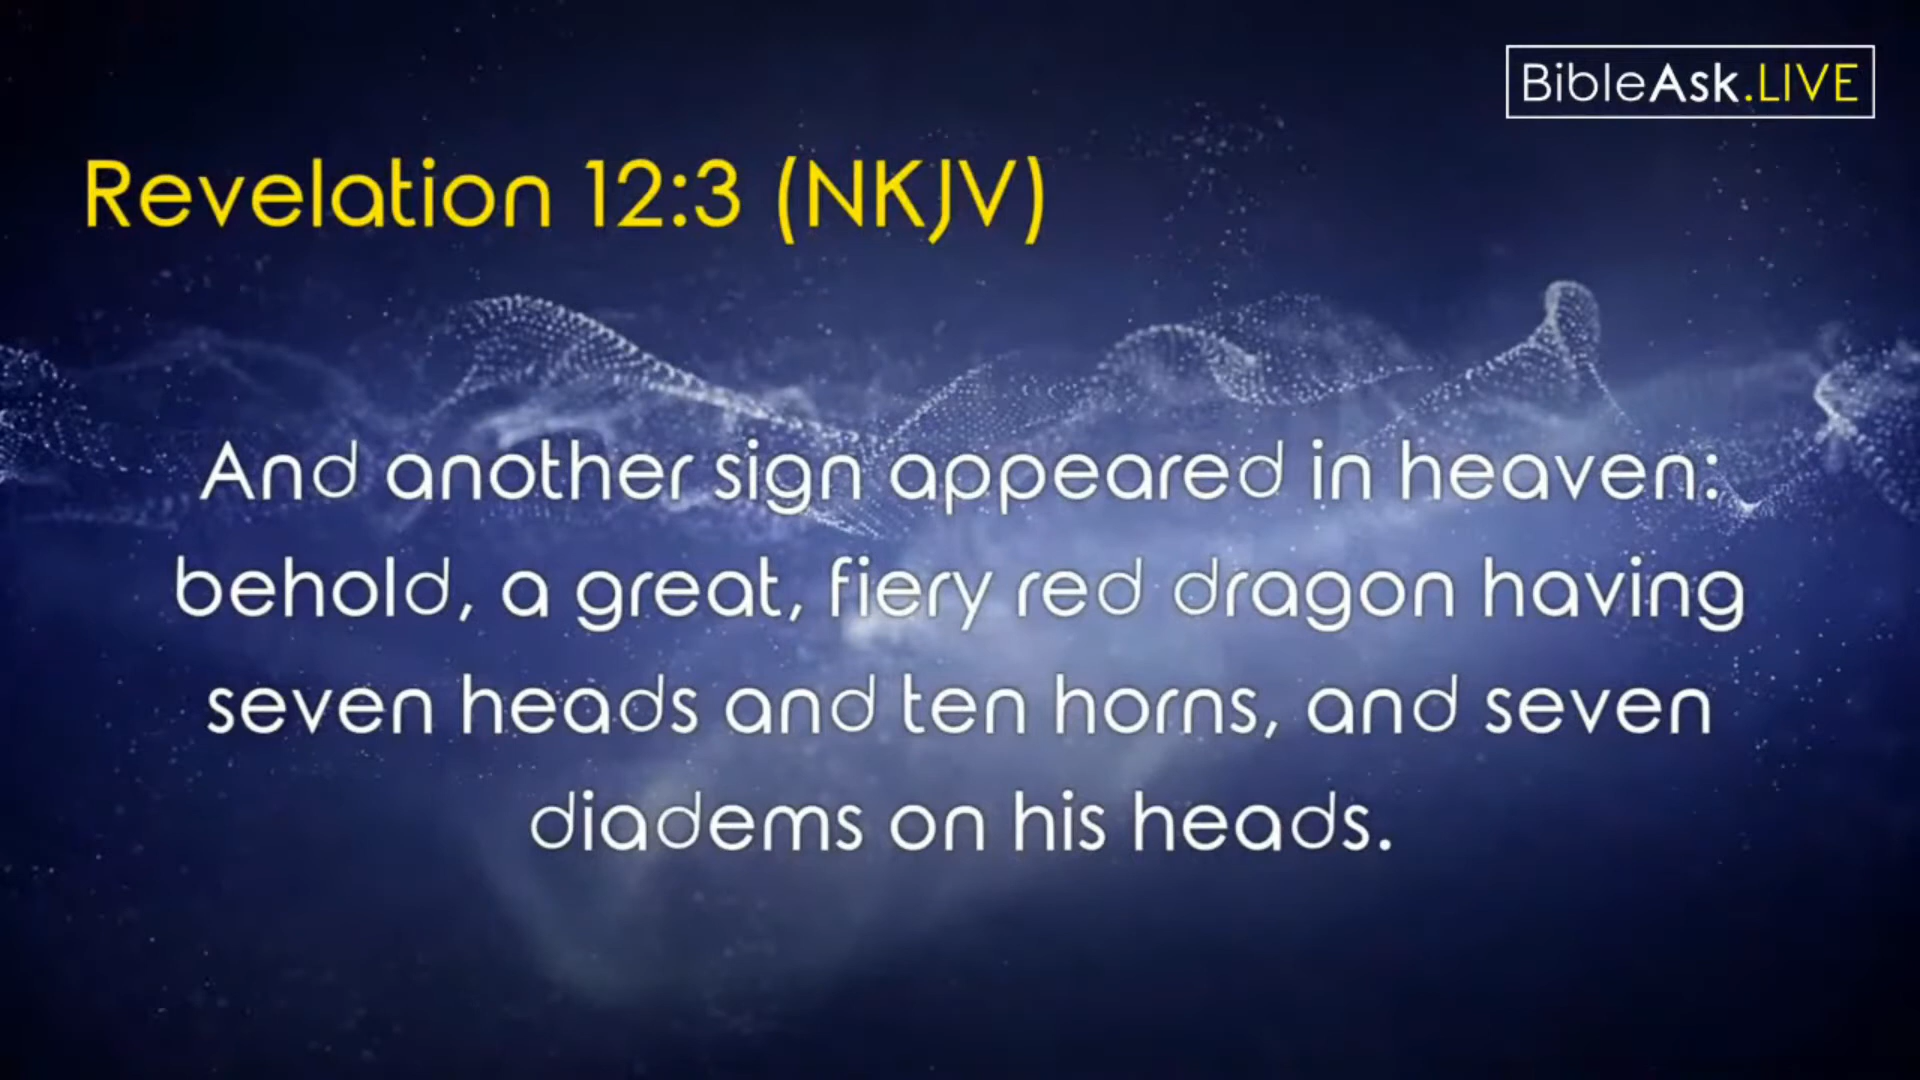 BibleAsk.LIVE
Revelation 12:3 (NKJV)
And another sign appeared in heaven:
behold, a great, fiery red dragon having
seven heads and ten horns, and seven
diadems on his heads.